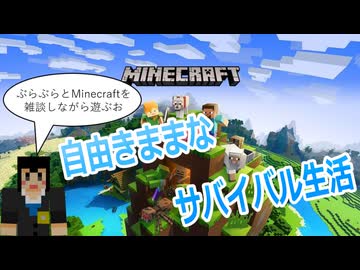 MINECRAFT
ぶらぶらとMinecraftを
雑談しながら遊ぶお
自由きままな
サバイバル生活